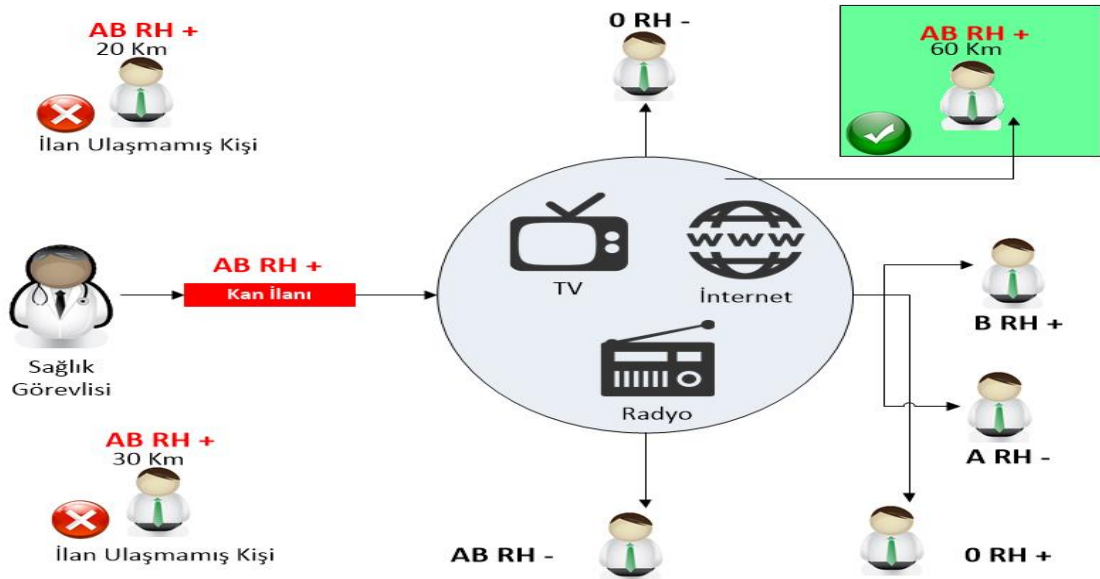 AB RH +
20 Km
İlan Ulaşmamış Kişi
0 RH -
AB RH +
60 Km
Sağlık
Görevlisi
AB RH +
Kan İlanı
TV
www
İnternet
Radyo
B RH +
A RH -
AB RH +
30 Km
İlan Ulaşmamış Kişi
AB RH -
0 RH +